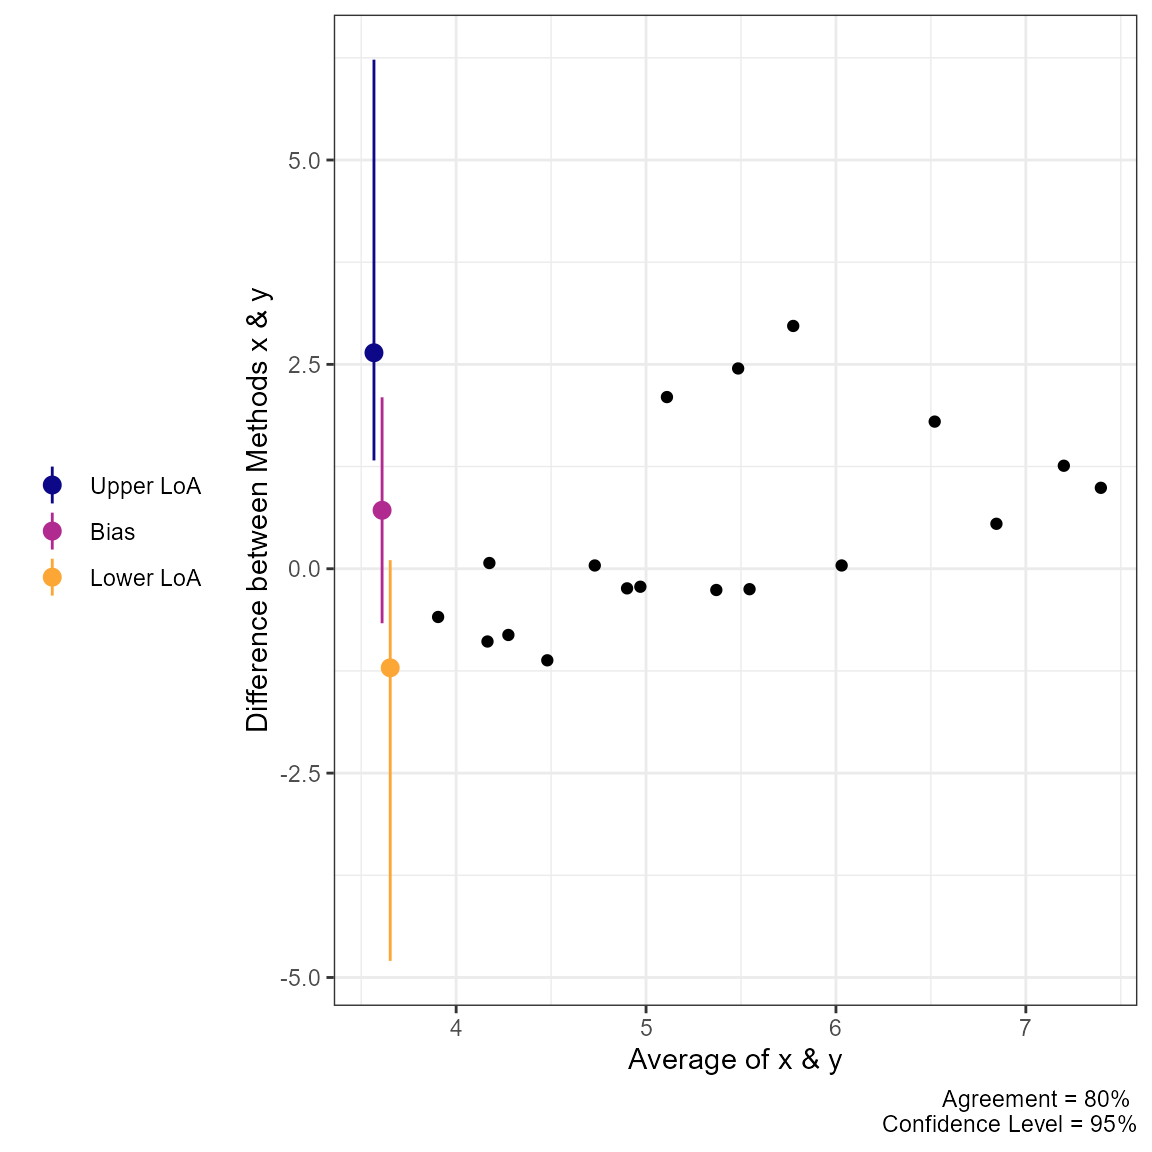 Upper LoA
Bias
Lower LoA
Difference between Methods x & y
5.0
2.5
0.0
-2.5
-5.0
4
5
6
7
Average of x & y
Agreement = 80%
Confidence Level = 95%